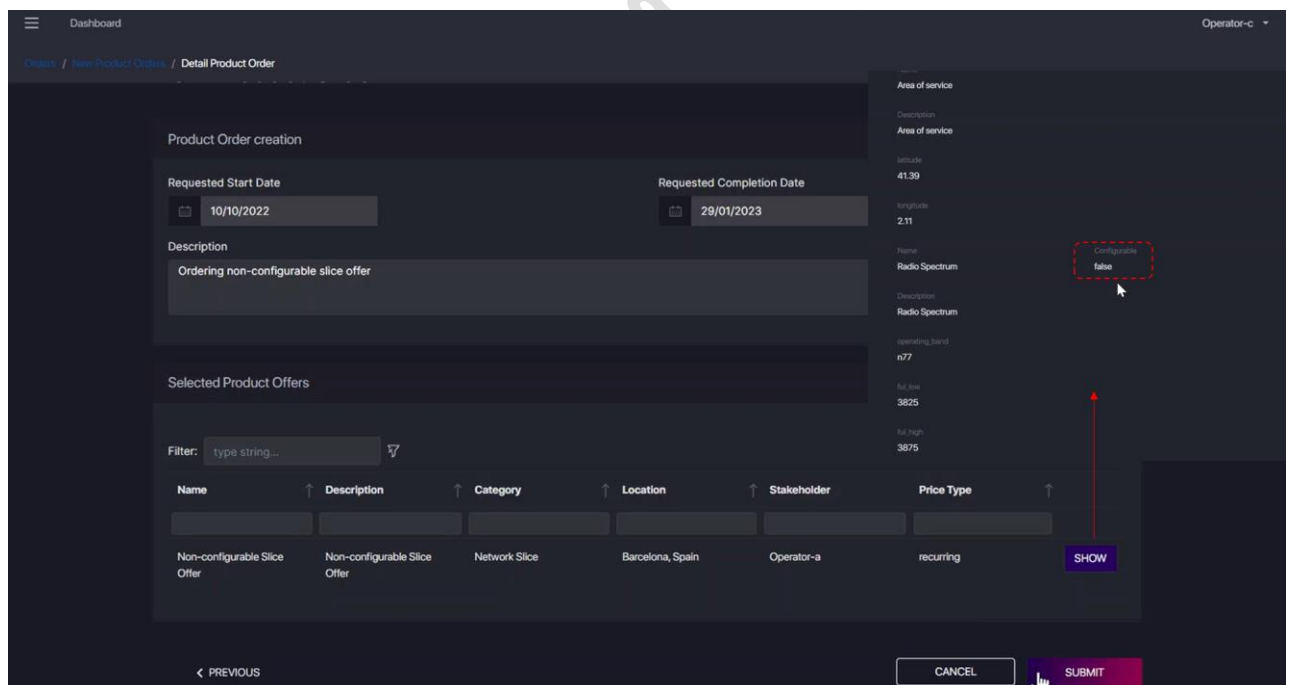 Dashboard
Operator-c
Orders / New Product Orders / Detail Product Order
Area of service
Description
Area of service
latitude
41.39
longitude
2.11
Name
Configurable
Radio Spectrum
false
Description
Radio Spectrum
operating_band
n77
ful_low
3825
ful_high
3875
Product Order creation
Requested Start Date
Requested Completion Date
10/10/2022
29/01/2023
Description
Ordering non-configurable slice offer
Selected Product Offers
Filter: type string...
Name Description Category Location Stakeholder Price Type
Non-configurable Slice Offer
Non-configurable Slice Offer
Network Slice
Barcelona, Spain
Operator-a
recurring
SHOW
PREVIOUS
CANCEL
SUBMIT